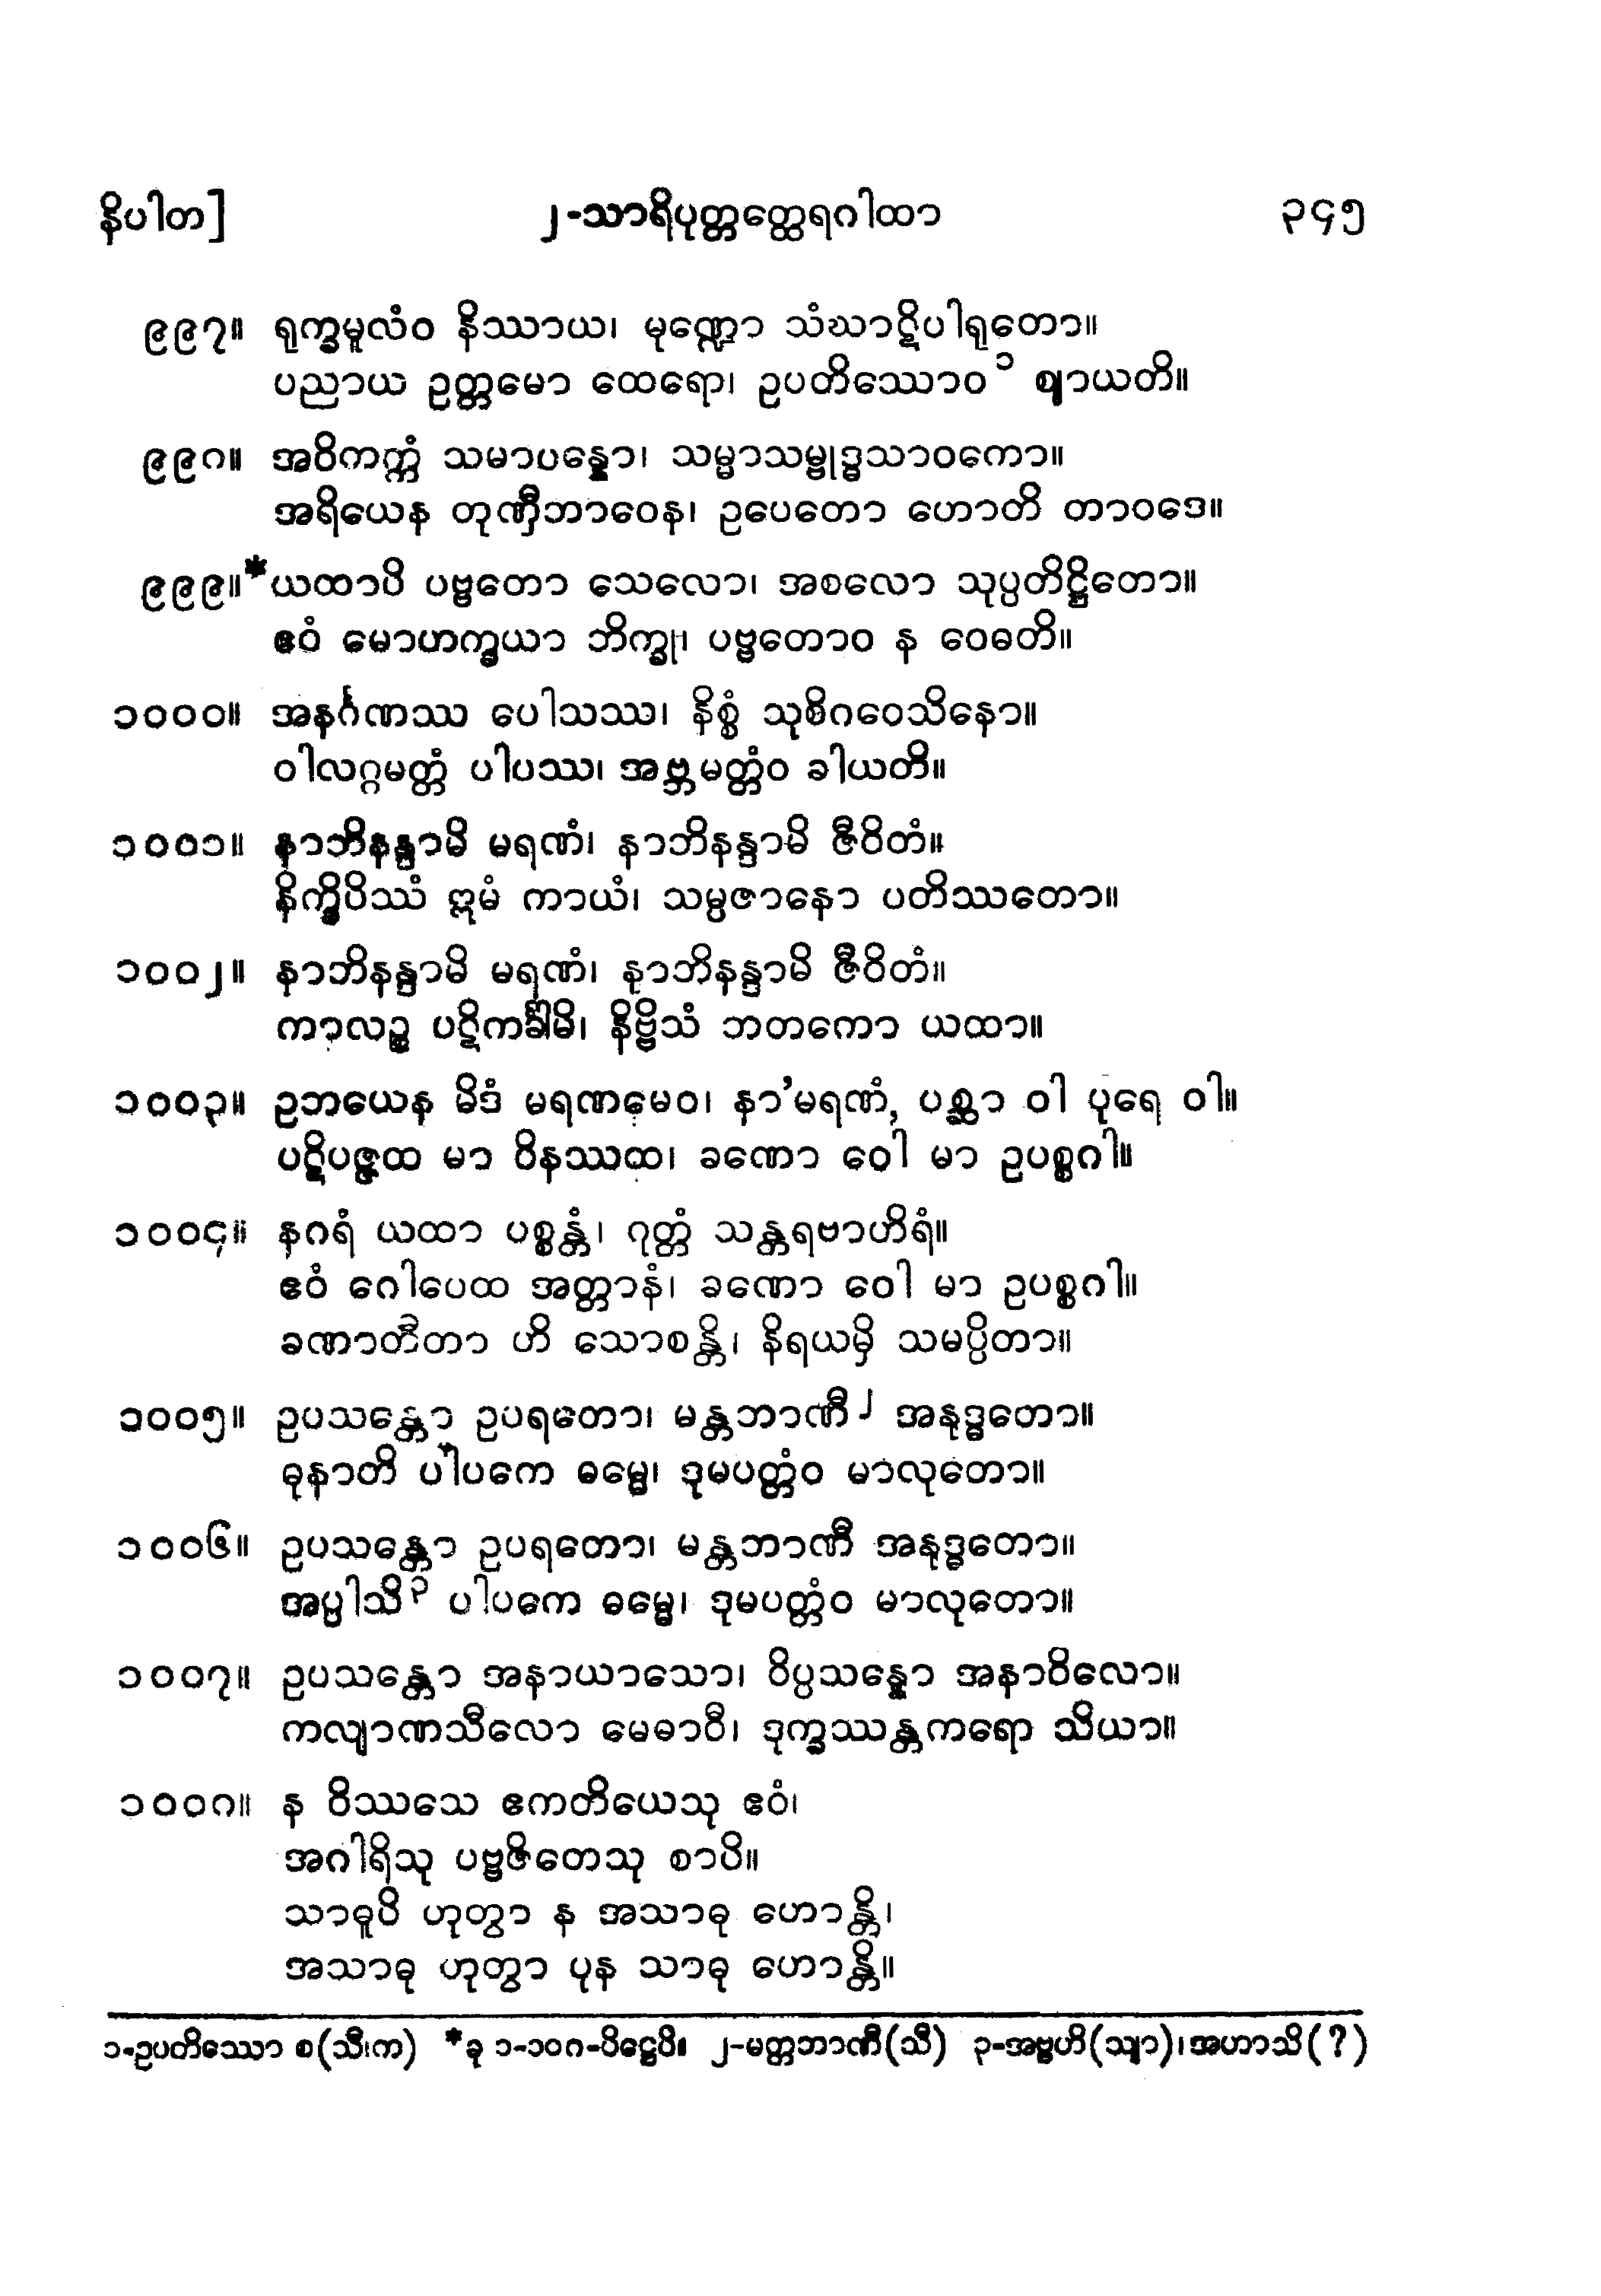 နိပါတ] ၂-သာရိပုတ္တတ္ထေရဂါထာ ၃၄၅
၉၉၇။ ရုက္ခမူလံဝ နိဿာယ၊ မုဏ္ဍော သံဃာဋိပါရုတော။
ပညာယ ဥတ္တမော ထေရော၊ ဥပတိဿောဝ ၁ ဈာယတိ။
၉၉၈။ အဝိတက္ကံ သမာပန္နော၊ သမ္မာသမ္ဗုဒ္ဓသာဝကော။
အရိယေန တုဏှီဘာဝေန၊ ဥပေတော ဟောတိ တာဝဒေ။
၉၉၉။ *ယထာပိ ပဗ္ဗတော သေလော၊ အစလော သုပ္ပတိဋ္ဌိတော။
ဧဝံ မောဟက္ခယာ ဘိက္ခု၊ ပဗ္ဗတောဝ န ဝေဓတိ။
၁၀၀၀။ အနင်္ဂဏဿ ပေါသဿ၊ နိစ္စံ သုစိဂဝေသိနော။
ဝါလဂ္ဂမတ္တံ ပါပဿ၊ အဗ္ဘမတ္တံဝ ခါယတိ။
၁၀၀၁။ နာဘိနန္ဒာမိ မရဏံ၊ နာဘိနန္ဒာမိ ဇီဝိတံ။
နိက္ခိပိဿံ ဣမံ ကာယံ၊ သမ္ပဇာနော ပတိဿတော။
၁၀၀၂။ နာဘိနန္ဒာမိ မရဏံ၊ နာဘိနန္ဒာမိ ဇီဝိတံ။
ကာလဉ္စ ပဋိကင်္ခါမိ၊ နိဗ္ဗိသံ ဘတကော ယထာ။
၁၀၀၃။ ဥဘယေန မိဒံ မရဏမေဝ၊ နာ’မရဏံ, ပစ္ဆာ ဝါ ပုရေ ဝါ။
ပဋိပဇ္ဇထ မာ ဝိနဿထ၊ ခဏော ဝေါ မာ ဥပစ္စဂါ။
၁၀၀၄။ နဂရံ ယထာ ပစ္စန္တံ၊ ဂုတ္တံ သန္တရဗာဟိရံ။
ဧဝံ ဂေါပေထ အတ္တာနံ၊ ခဏော ဝေါ မာ ဥပစ္စဂါ။
ခဏာတီတာ ဟိ သောစန္တိ၊ နိရယမှိ သမပ္ပိတာ။
၁၀၀၅။ ဥပသန္တော ဥပရတော၊ မန္တဘာဏီ ၂ အနုဒ္ဓတော။
ဓုနာတိ ပါပကေ ဓမ္မေ၊ ဒုမပတ္တံဝ မာလုတော။
၁၀၀၆။ ဥပသန္တော ဥပရတော၊ မန္တဘာဏီ အနုဒ္ဓတော။
အပ္ပါသိ ၃ ပါပကေ ဓမ္မေ၊ ဒုမပတ္တံဝ မာလုတော။
၁၀၀၇။ ဥပသန္တော အနာယာသော၊ ဝိပ္ပသန္နော အနာဝိလော။
ကလျာဏသီလော မေဓာဝီ၊ ဒုက္ခဿန္တကရော သိယာ။
၁၀၀၈။ န ဝိဿသေ ဧကတိယေသု ဧဝံ၊
အဂါရိသု ပဗ္ဗဇိတေသု စာပိ။
သာဓူပိ ဟုတွာ န အသာဓု ဟောန္တိ၊
အသာဓု ဟုတွာ ပုန သာဓု ဟောန္တိ။
၁-ဥပတိဿော စ(သီ၊က) *ခု ၁-၁၀၈-ပိဋ္ဌေပိ။ ၂-မတ္တဘာဏီ(သီ) ၃-အဗ္ဗဟိ(သျာ)၊ အဟာသိ(?)